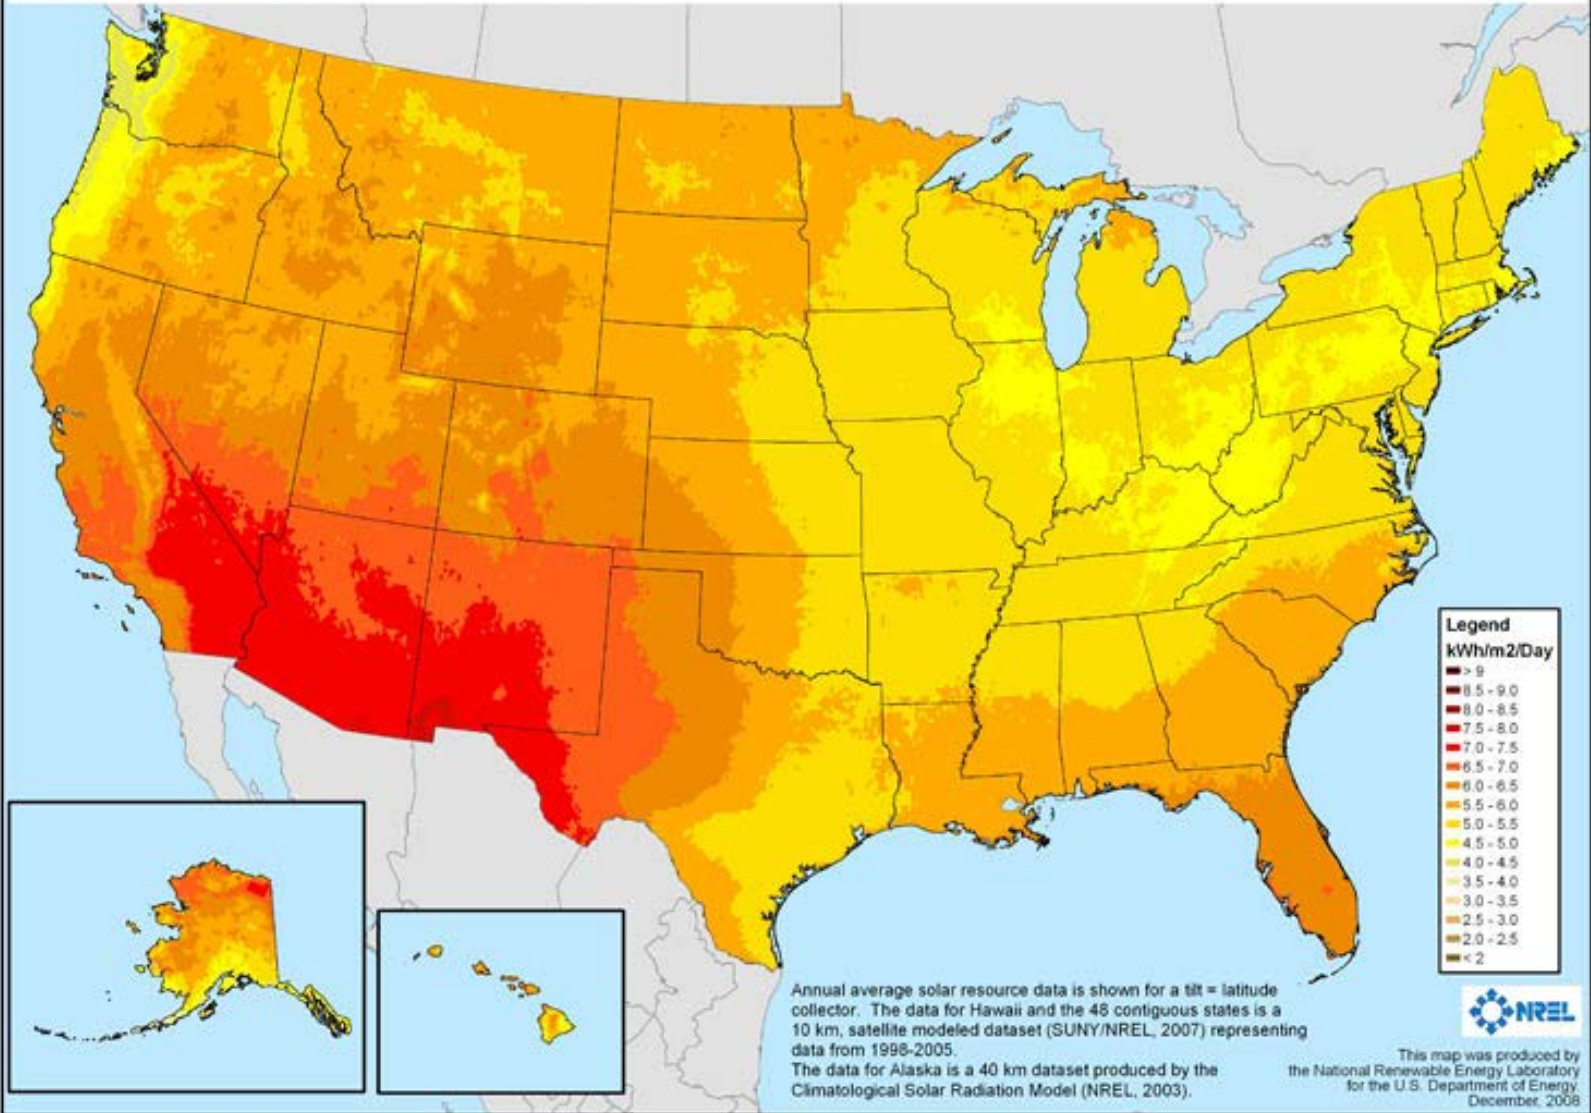 Legend
kWh/m2/Day
> 9
8.5 - 9.0
8.0 - 8.5
7.5 - 8.0
7.0 - 7.5
6.5 - 7.0
6.0 - 6.5
5.5 - 6.0
5.0 - 5.5
4.5 - 5.0
4.0 - 4.5
3.5 - 4.0
3.0 - 3.5
2.5 - 3.0
2.0 - 2.5
< 2
Annual average solar resource data is shown for a tilt = latitude
collector. The data for Hawaii and the 48 contiguous states is a
10 km, satellite modeled dataset (SUNY/NREL, 2007) representing
data from 1998-2005.
The data for Alaska is a 40 km dataset produced by the
Climatological Solar Radiation Model (NREL, 2003).
NREL
This map was produced by
the National Renewable Energy Laboratory
for the U.S. Department of Energy.
December, 2008